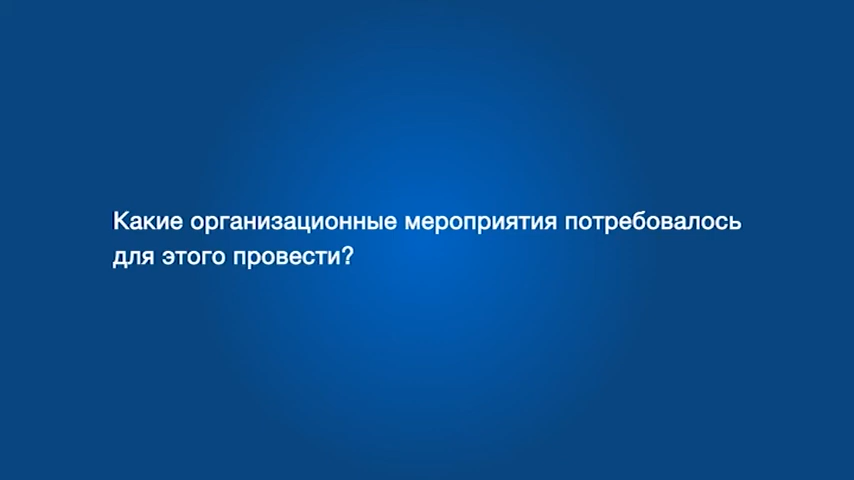 Какие организационные мероприятия потребовалось
для этого провести?